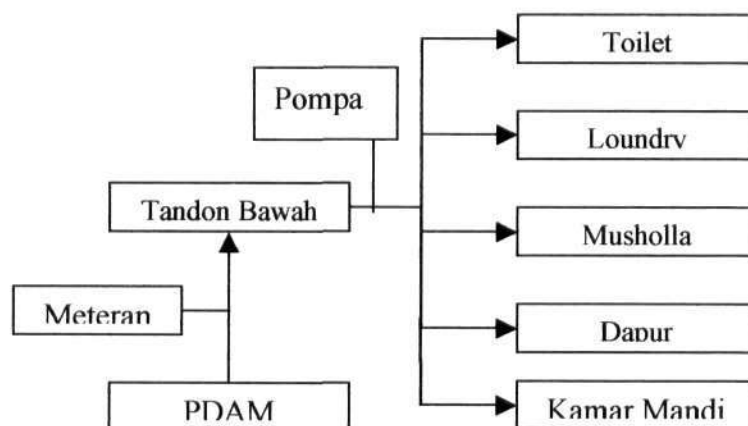 Toilet
Pompa
Loundry
Tandon Bawah
Musholla
Meteran
Dapur
PDAM
Kamar Mandi